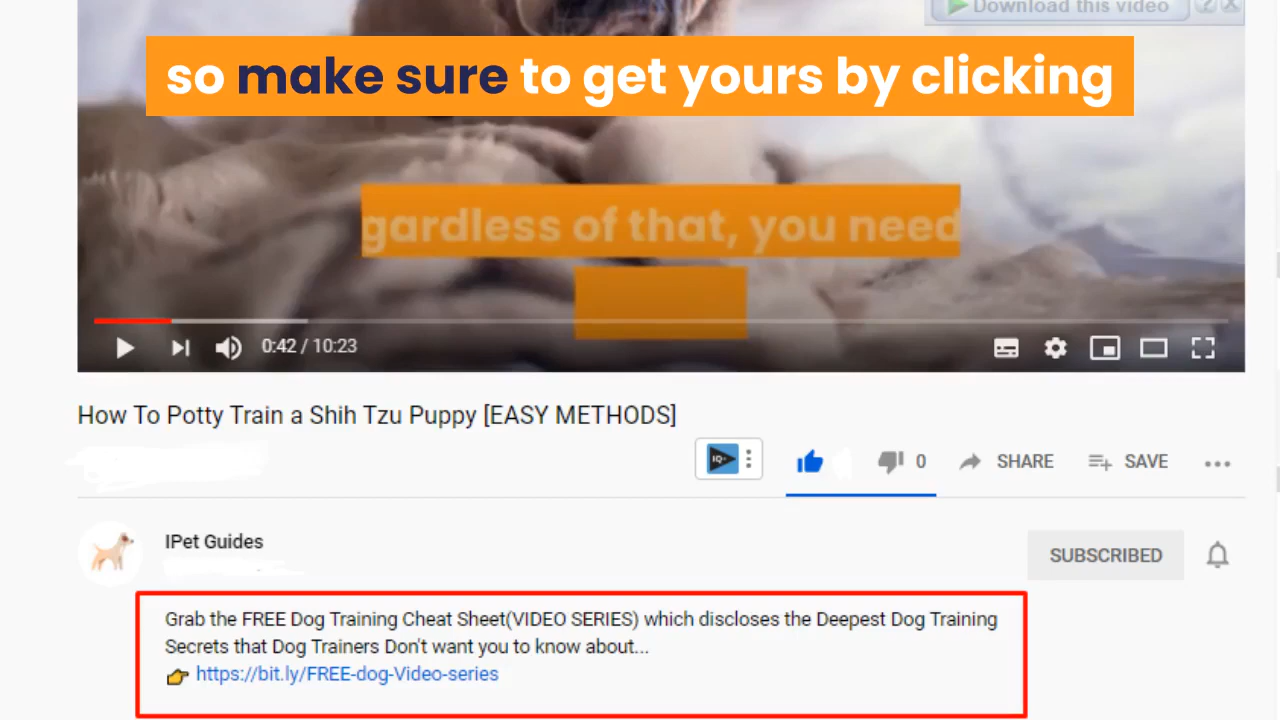 Download this video
so make sure to get yours by clicking
gardless of that, you need
0:42 / 10:23
How To Potty Train a Shih Tzu Puppy [EASY METHODS]
IQ
0
SHARE
SAVE
IPet Guides
SUBSCRIBED
Grab the FREE Dog Training Cheat Sheet(VIDEO SERIES) which discloses the Deepest Dog Training
Secrets that Dog Trainers Don't want you to know about...
https://bit.ly/FREE-dog-Video-series